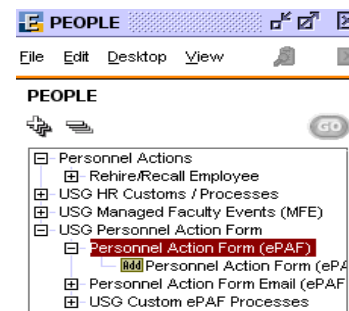 E PEOPLE
File Edit Desktop View
PEOPLE
GO
Personnel Actions
Rehire/Recall Employee
USG HR Customs / Processes
USG Managed Faculty Events (MFE)
USG Personnel Action Form
Personnel Action Form (ePAF)
Add Personnel Action Form (ePA
Personnel Action Form Email (ePAF
USG Custom ePAF Processes